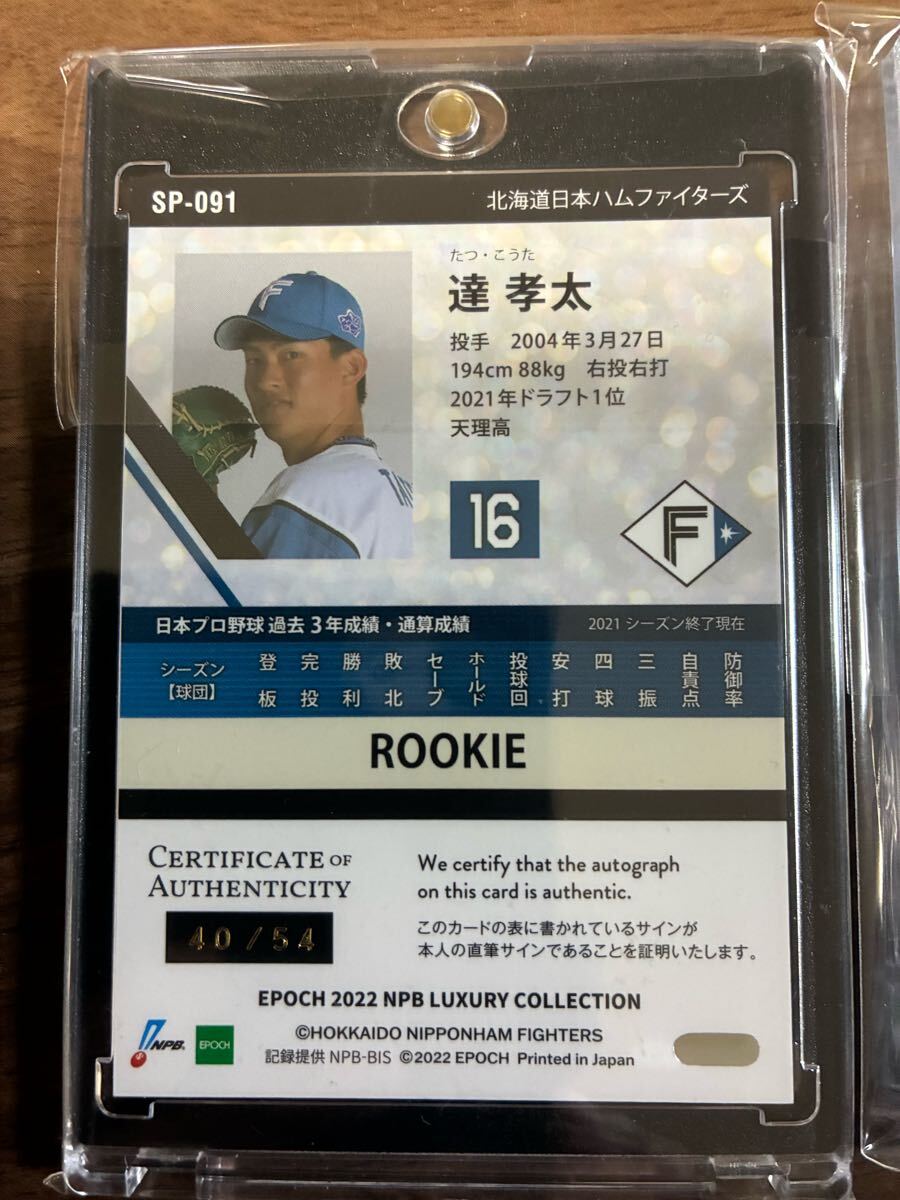 SP-091
北海道日本ハムファイターズ
たつ・こうた
達 孝太
投手 2004年3月27日
194cm 88kg 右投右打
2021年ドラフト1位
天理高
F
16
F
日本プロ野球 過去3年成績・通算成績
2021 シーズン終了現在
シーズン【球団】 登板 完投 勝利 敗北 セーブ ホールド 投球回 安打 四球 三振 自責点 防御率
ROOKIE
CERTIFICATE OF
AUTHENTICITY
40/54
We certify that the autograph
on this card is authentic.
このカードの表に書かれているサインが
本人の直筆サインであることを証明いたします。
EPOCH 2022 NPB LUXURY COLLECTION
NPB
EPOCH
©HOKKAIDO NIPPONHAM FIGHTERS
記録提供 NPB-BIS ©2022 EPOCH Printed in Japan